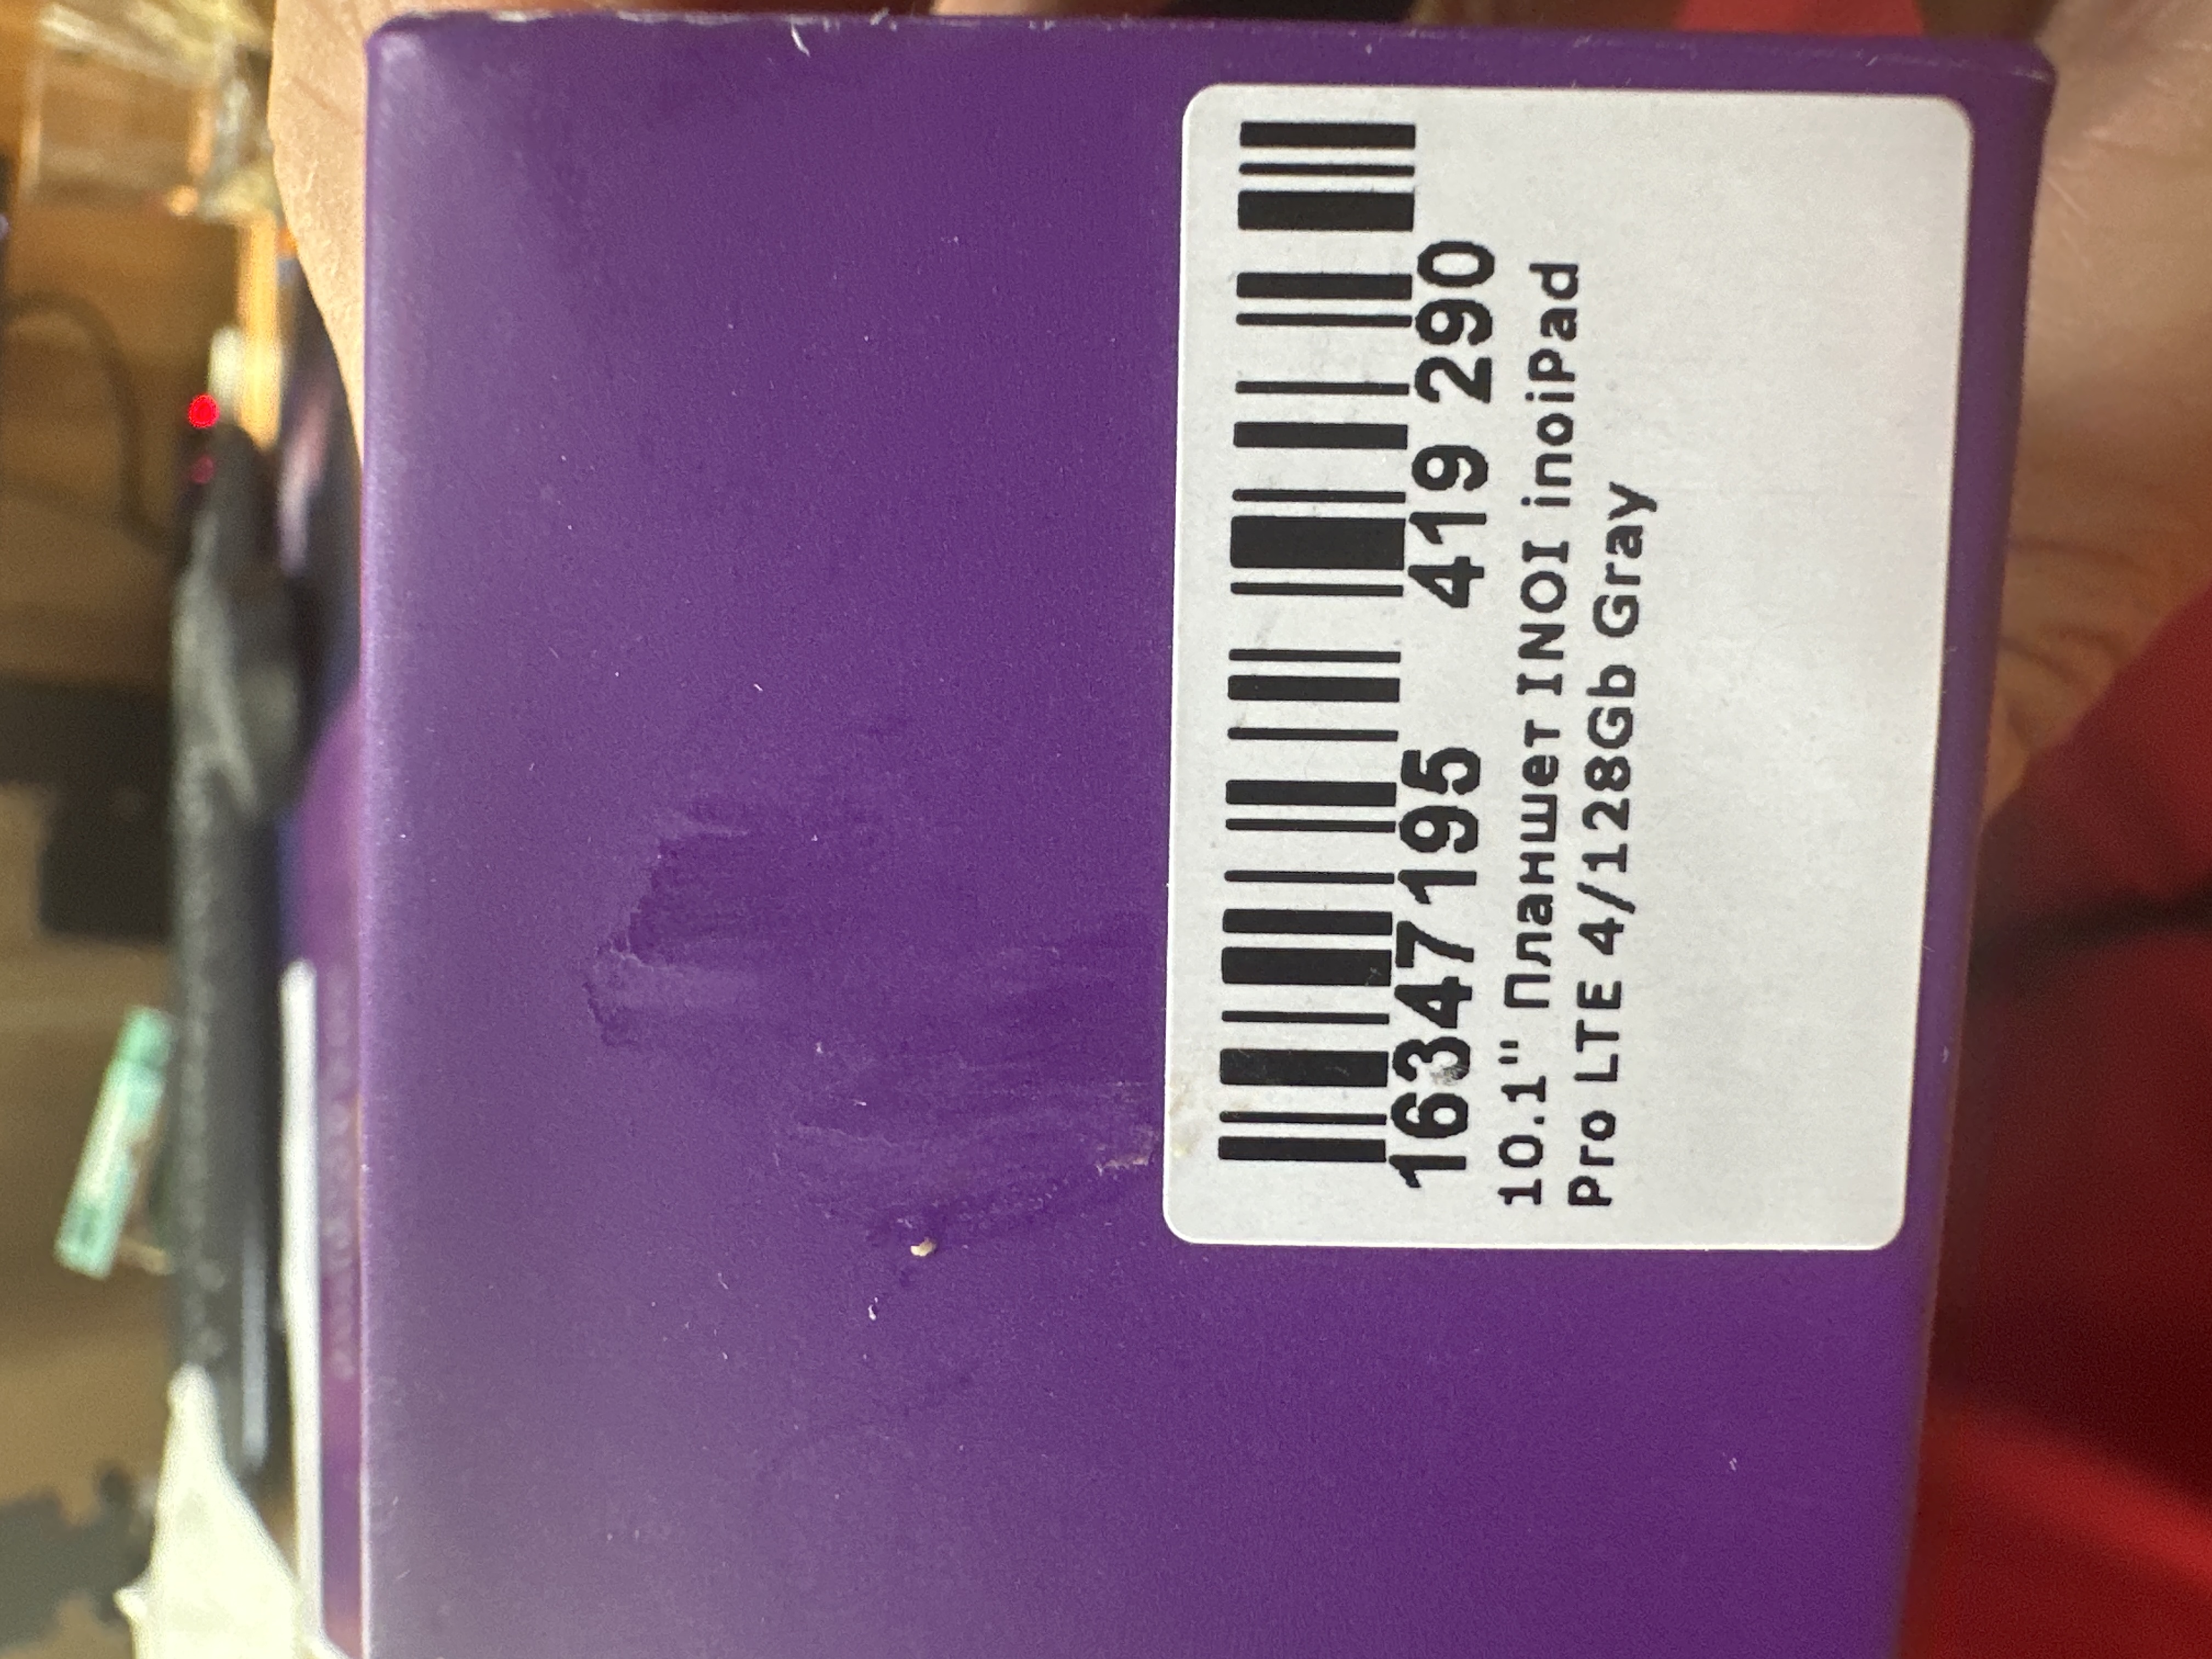 16347195 419 290
10.1" Планшет INOI inoiPad
Pro LTE 4/128Gb Gray